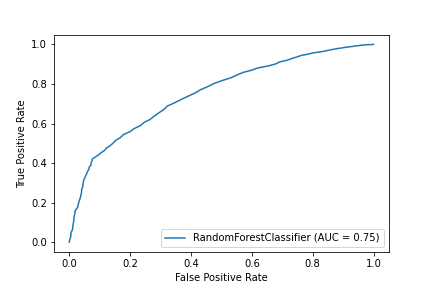 1.0
0.8
0.6
0.4
0.2
0.0
True Positive Rate
RandomForestClassifier (AUC = 0.75)
0.0 0.2 0.4 0.6 0.8 1.0
False Positive Rate